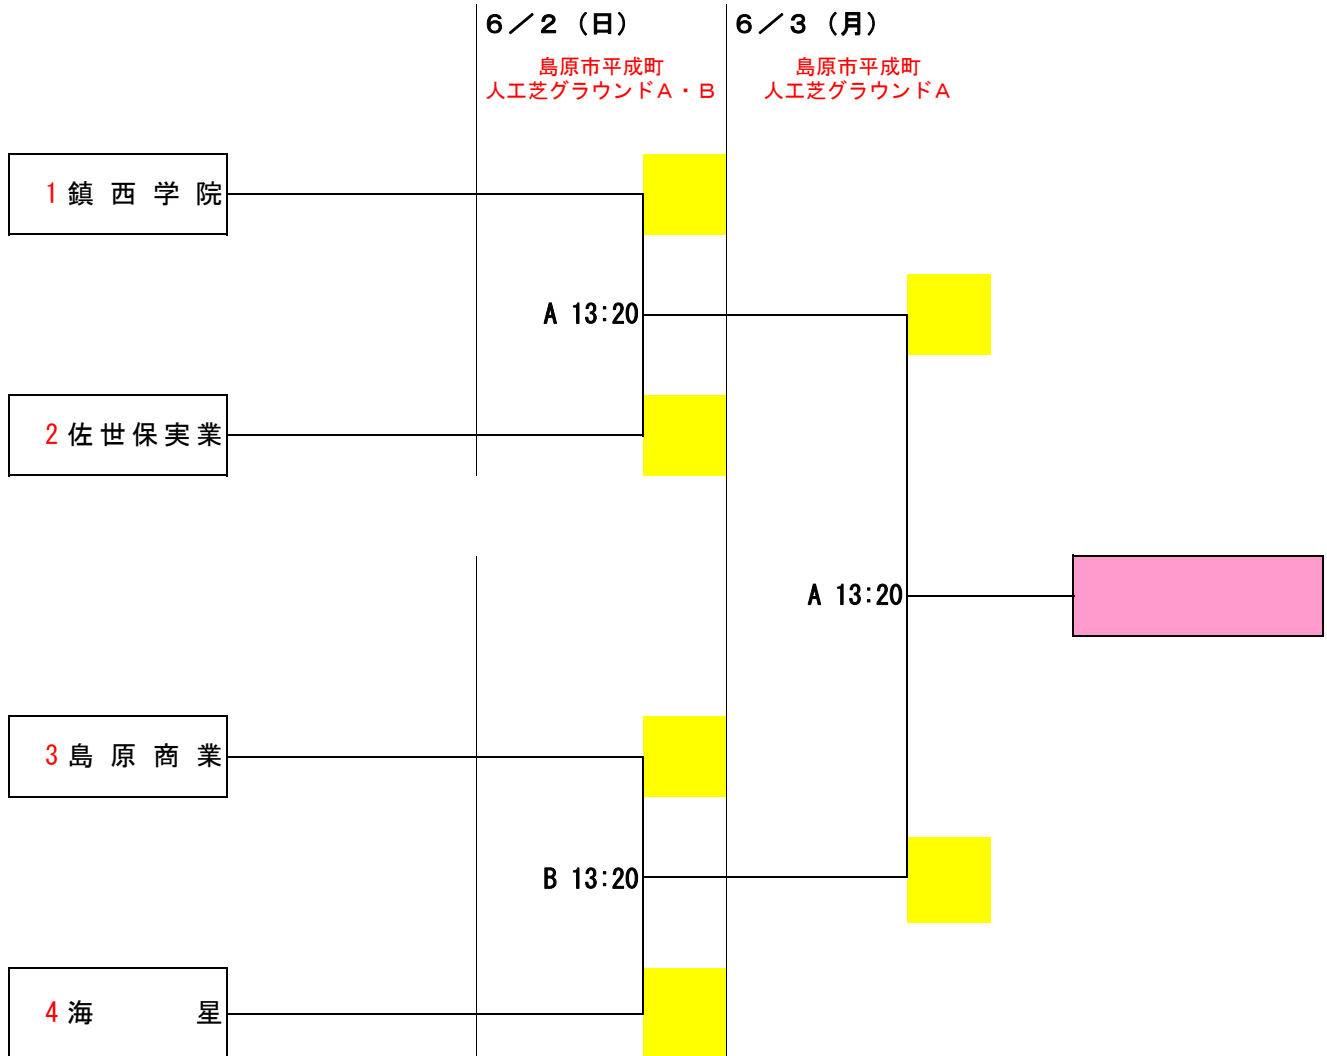 ６／２（日）
６／３（月）
島原市平成町
人工芝グラウンドＡ・Ｂ
島原市平成町
人工芝グラウンドＡ
1 鎮西学院
A 13:20
2 佐世保実業
A 13:20
3 島原商業
B 13:20
4 海星